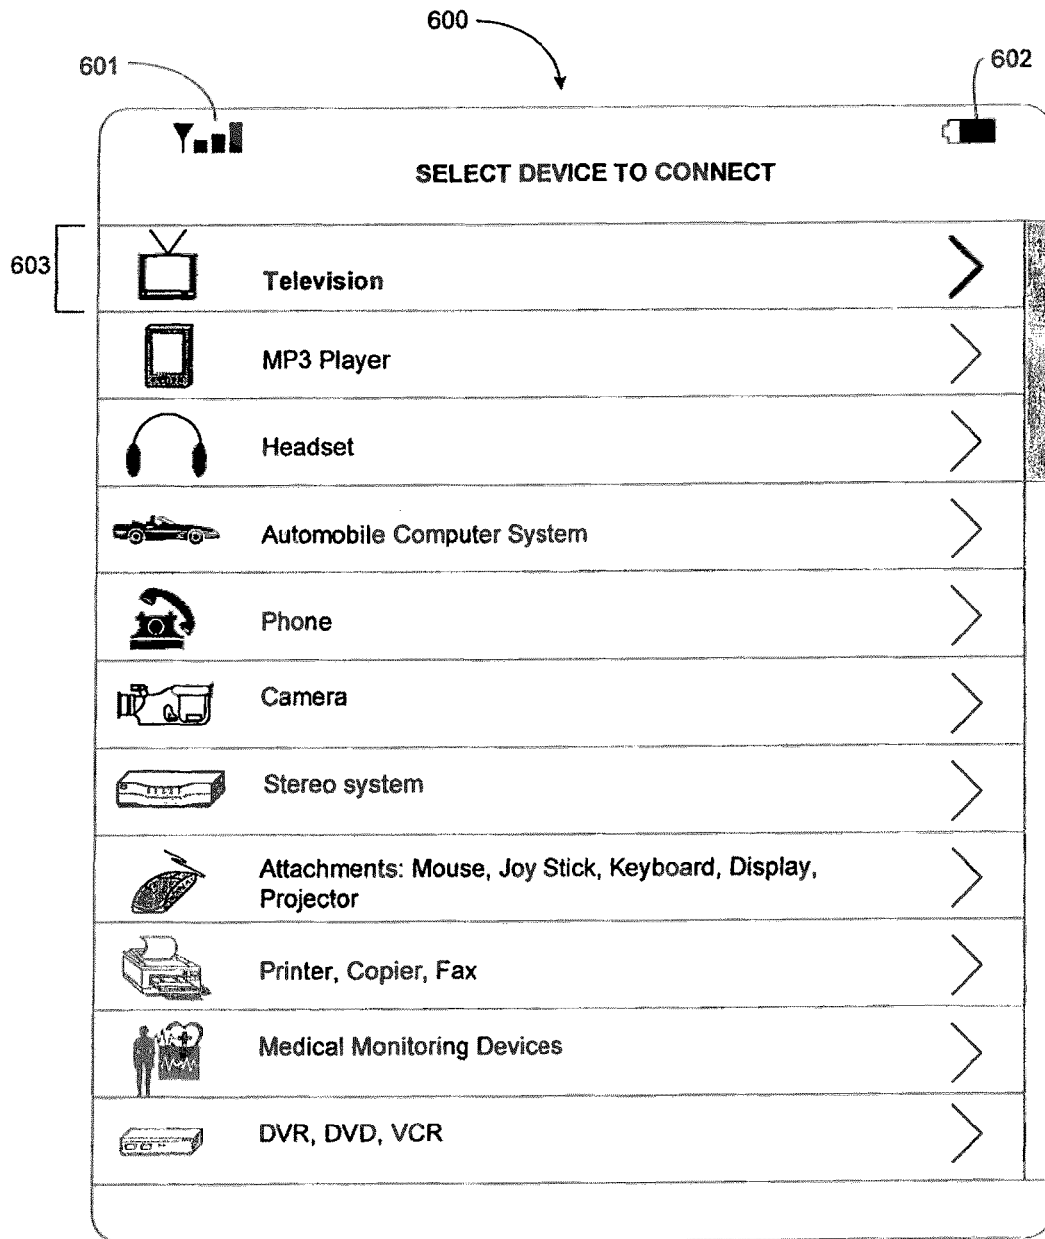 600
601
602
SELECT DEVICE TO CONNECT
603
Television
MP3 Player
Headset
Automobile Computer System
Phone
Camera
Stereo system
Attachments: Mouse, Joy Stick, Keyboard, Display,
Projector
Printer, Copier, Fax
Medical Monitoring Devices
DVR, DVD, VCR